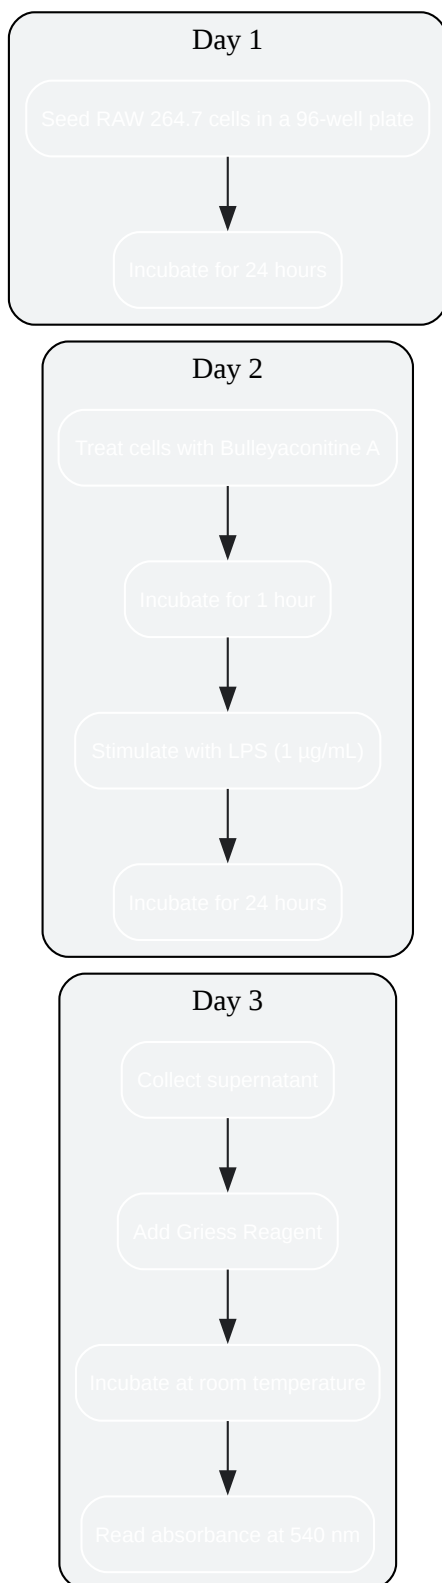 Day 1
Seed RAW 264.7 cells in a 96-well plate
Incubate for 24 hours
Day 2
Treat cells with Bulleyaconitine A
Incubate for 1 hour
Stimulate with LPS (1 µg/mL)
Incubate for 24 hours
Day 3
Collect supernatant
Add Griess Reagent
Incubate at room temperature
Read absorbance at 540 nm